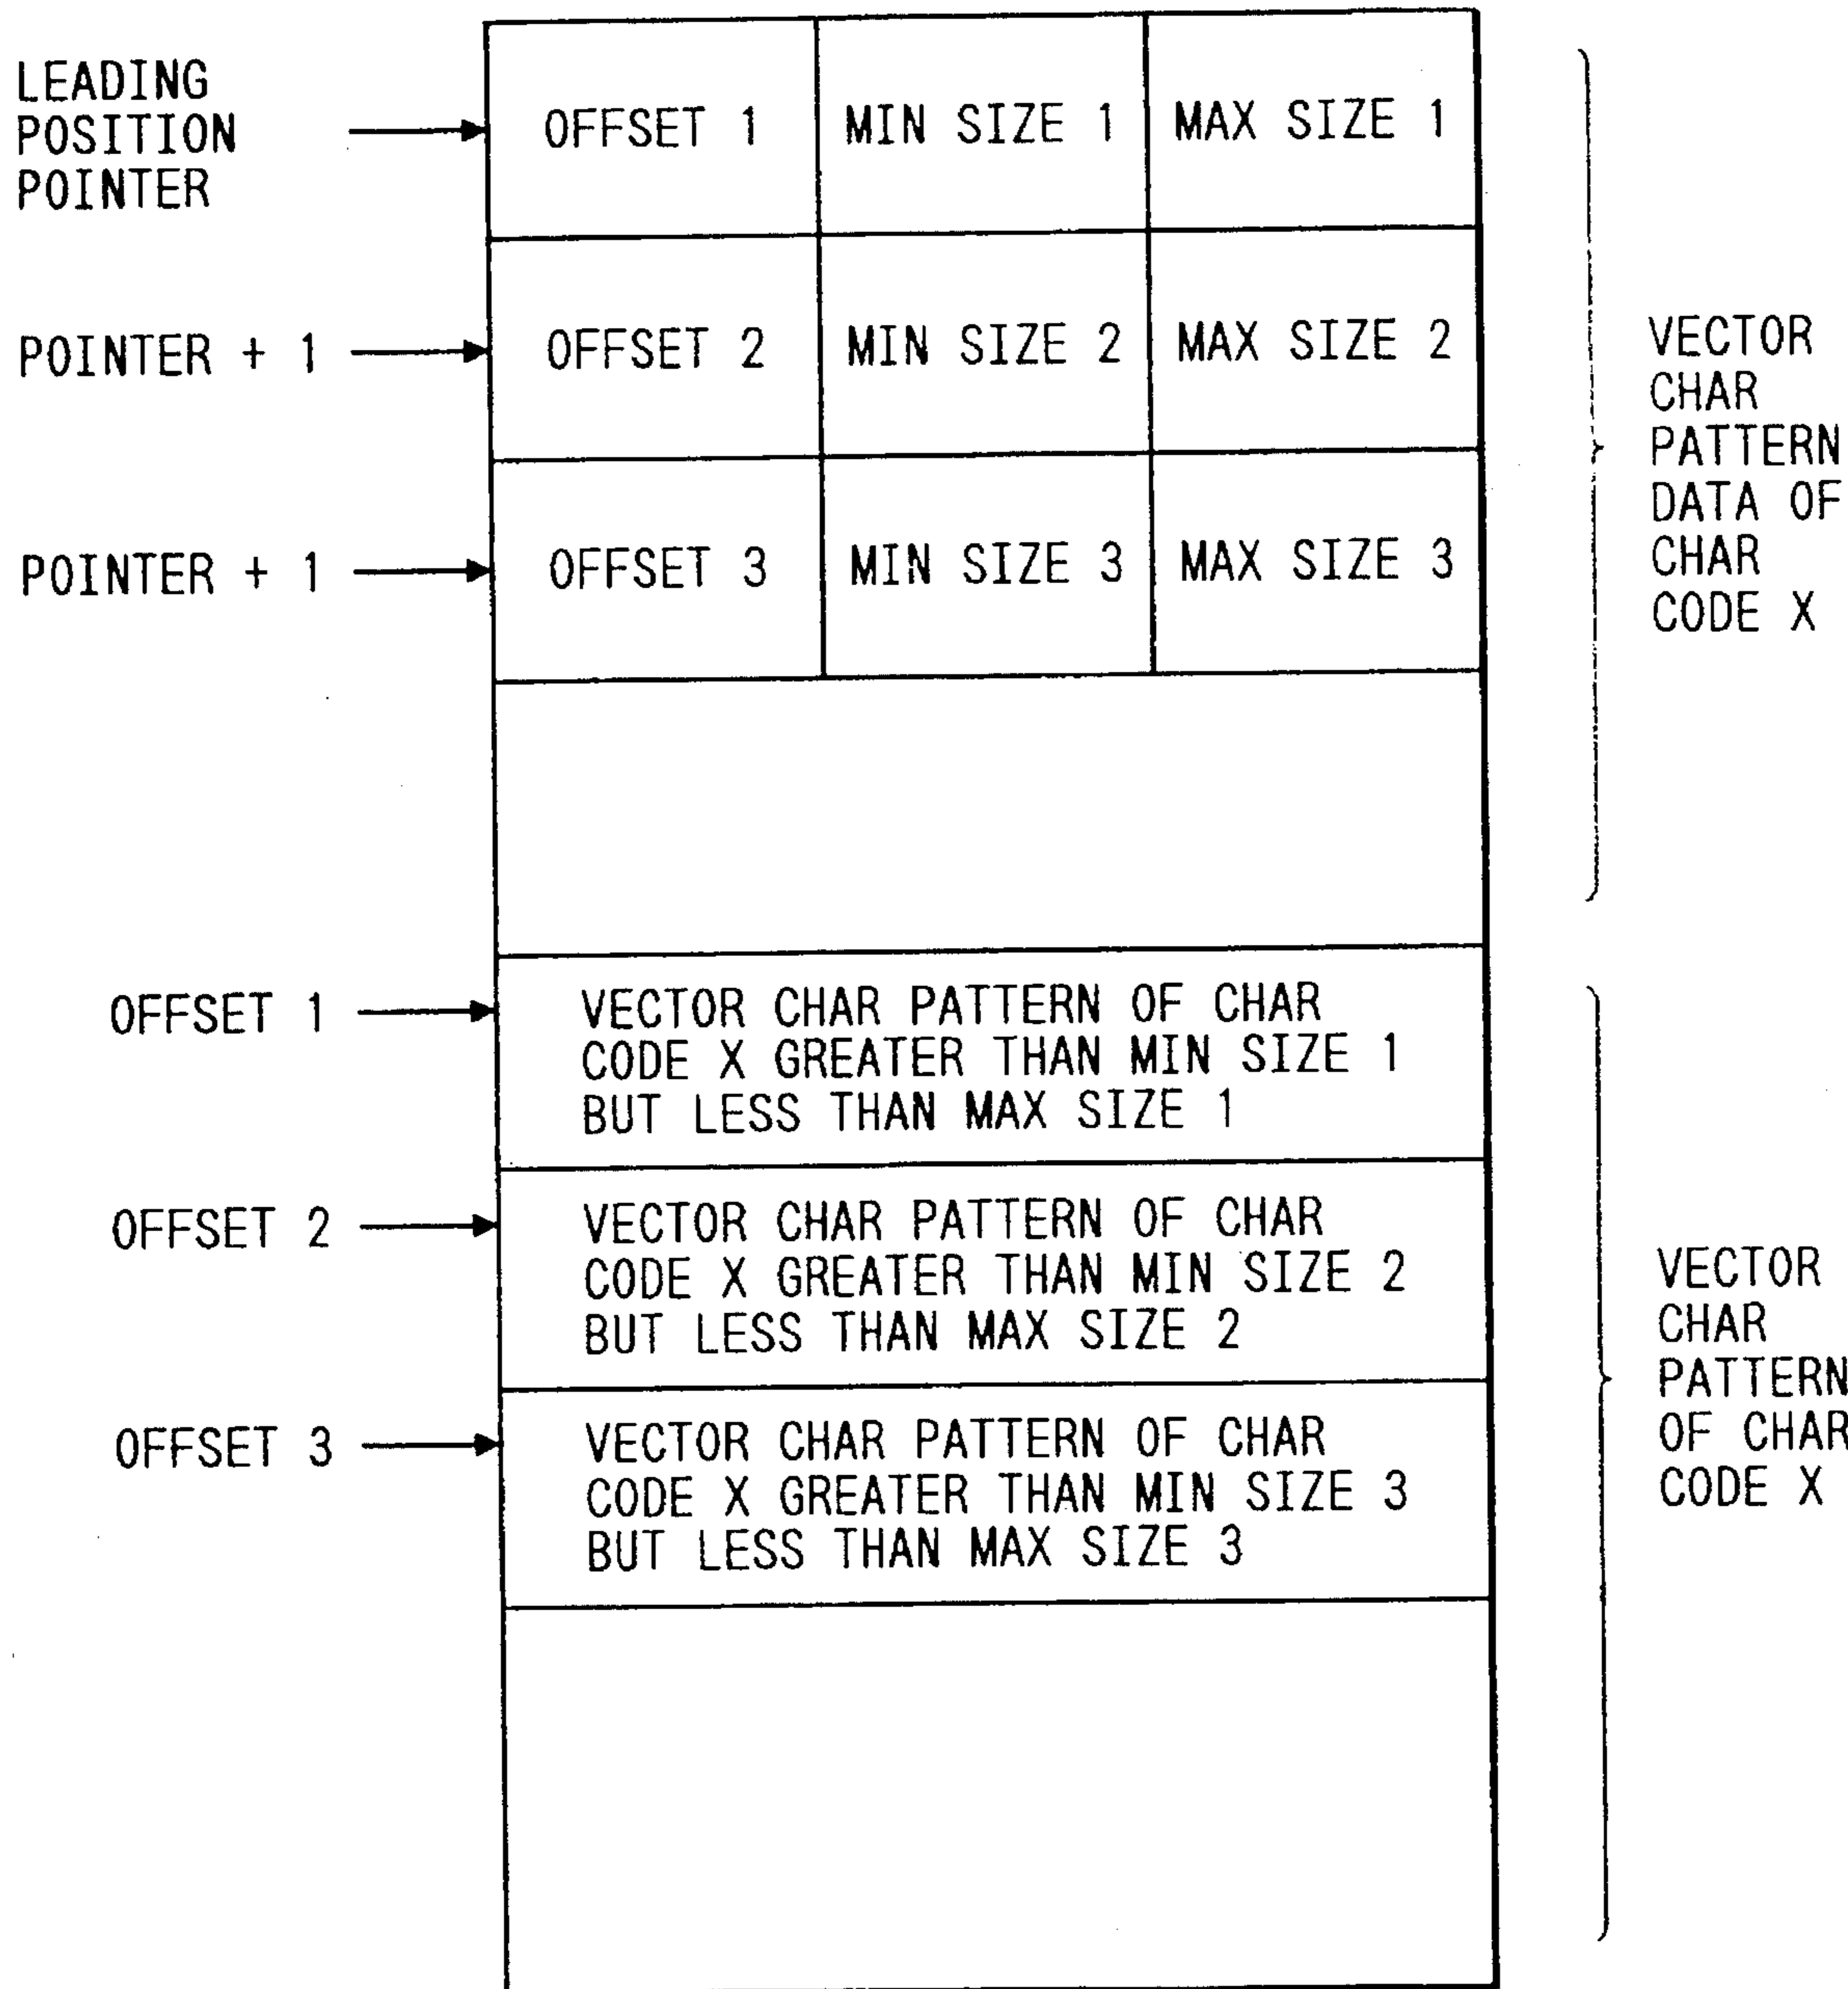 LEADING
POSITION
POINTER
OFFSET 1
MIN SIZE 1
MAX SIZE 1
POINTER + 1
OFFSET 2
MIN SIZE 2
MAX SIZE 2
POINTER + 1
OFFSET 3
MIN SIZE 3
MAX SIZE 3
VECTOR
CHAR
PATTERN
DATA OF
CHAR
CODE X
OFFSET 1
VECTOR CHAR PATTERN OF CHAR
CODE X GREATER THAN MIN SIZE 1
BUT LESS THAN MAX SIZE 1
OFFSET 2
VECTOR CHAR PATTERN OF CHAR
CODE X GREATER THAN MIN SIZE 2
BUT LESS THAN MAX SIZE 2
OFFSET 3
VECTOR CHAR PATTERN OF CHAR
CODE X GREATER THAN MIN SIZE 3
BUT LESS THAN MAX SIZE 3
VECTOR
CHAR
PATTERN
OF CHAR
CODE X